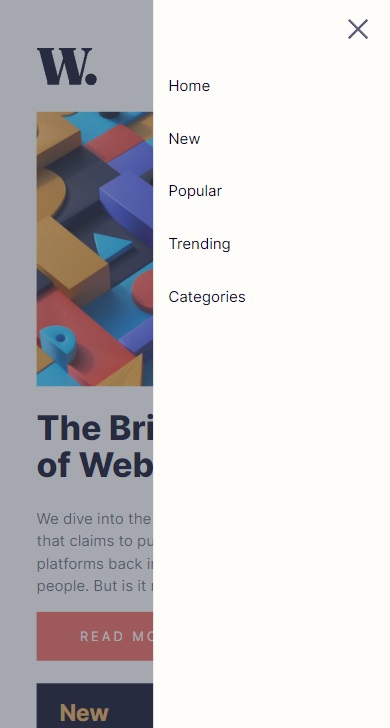 W.
Home
New
Popular
Trending
Categories
The Bri
of Web
We dive into the
that claims to pu
platforms back i
people. But is it
READ MO
New